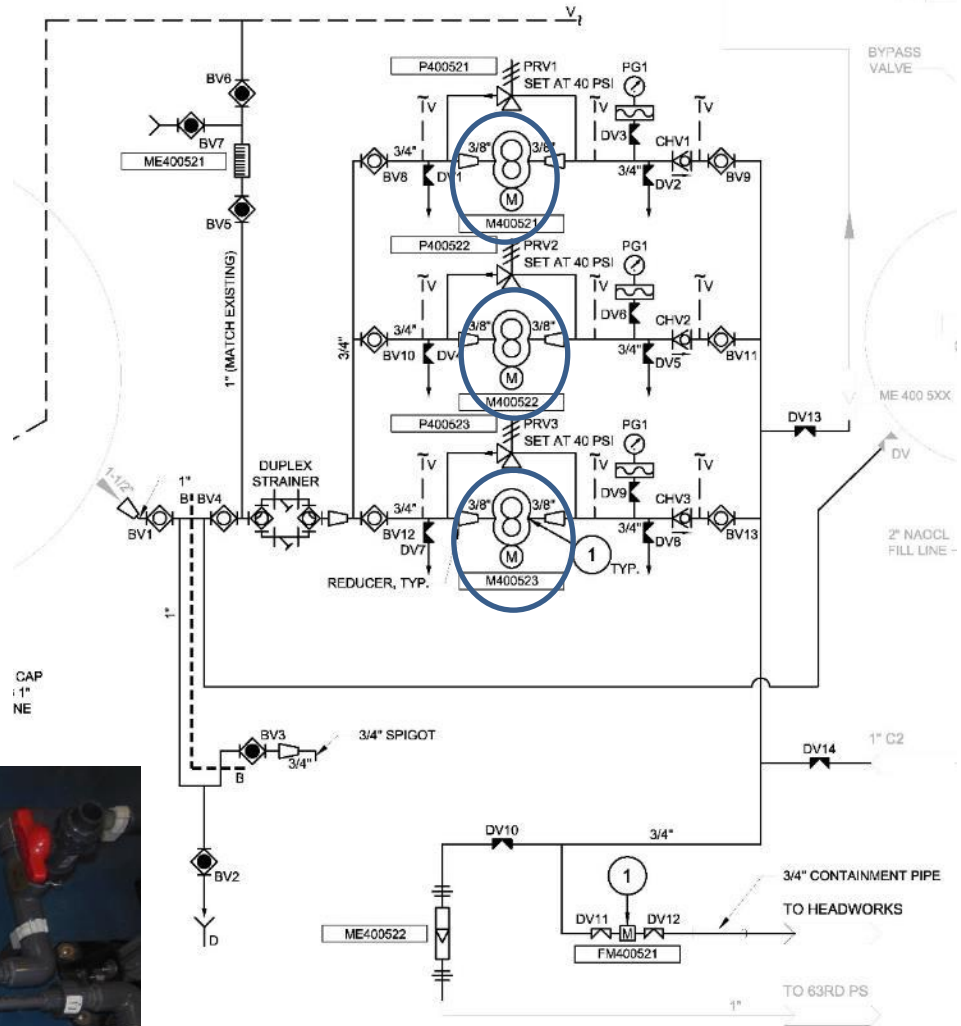 V
BYPASS
VALVE
BV6
BV7
ME400521
BV5
1" (MATCH EXISTING)
P400521
PRV1
SET AT 40 PSI
PG1
V
DV3
V
CHV1
V
3/4"
3/8"
3/8"
BV8
DV1
3/4"
DV2
BV9
M
M400521
P400522
PRV2
SET AT 40 PSI
PG1
V
V
V
DV6
CHV2
3/4"
3/4"
3/8"
3/8"
BV10
DV4
3/4"
DV5
BV11
M
M400522
ME 400 5XX
P400523
PRV3
SET AT 40 PSI
PG1
DV13
DV
V
V
V
DV9
CHV3
1-1/2"
1"
B
BV4
BV1
DUPLEX
STRAINER
3/4"
3/8"
3/8"
BV12
DV7
3/4"
DV8
BV13
2" NAOCL
FILL LINE
M
1
TYP.
REDUCER, TYP.
M400523
1"
CAP
1"
NE
BV3
3/4"
3/4" SPIGOT
B
DV14
1" C2
BV2
D
DV10
3/4"
1
3/4" CONTAINMENT PIPE
TO HEADWORKS
ME400522
DV11
M
DV12
FM400521
1"
TO 63RD PS